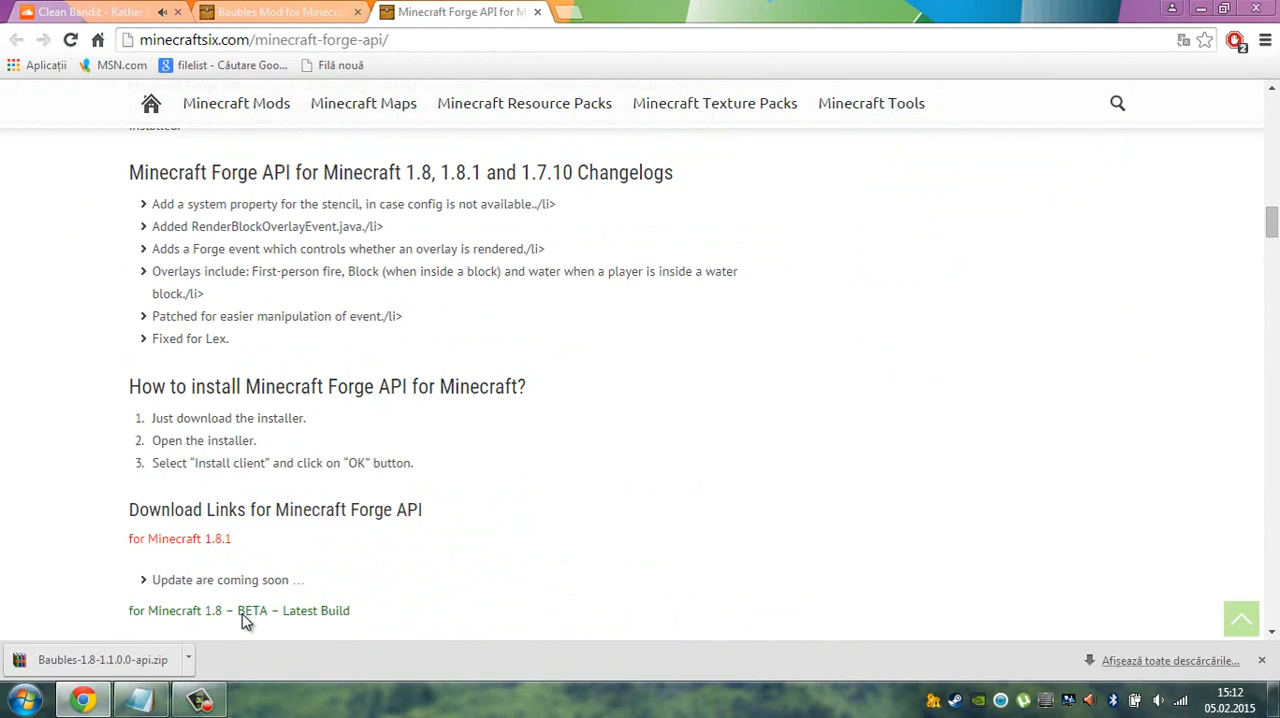 Clean Bandit - Rather
Baubles Mod for Minecra
Minecraft Forge API for M
minecraftsix.com/minecraft-forge-api/
2
Aplicații
MSN.com
filelist - Căutare Goo...
Filă nouă
Minecraft Mods
Minecraft Maps
Minecraft Resource Packs
Minecraft Texture Packs
Minecraft Tools
installed.
Minecraft Forge API for Minecraft 1.8, 1.8.1 and 1.7.10 Changelogs
Add a system property for the stencil, in case config is not available../li>
Added RenderBlockOverlayEvent.java./li>
Adds a Forge event which controls whether an overlay is rendered./li>
Overlays include: First-person fire, Block (when inside a block) and water when a player is inside a water
block./li>
Patched for easier manipulation of event./li>
Fixed for Lex.
How to install Minecraft Forge API for Minecraft?
1. Just download the installer.
2. Open the installer.
3. Select “Install client” and click on “OK” button.
Download Links for Minecraft Forge API
for Minecraft 1.8.1
Update are coming soon ...
for Minecraft 1.8 – BETA – Latest Build
Baubles-1.8-1.1.0.0-api.zip
Afișează toate descărcările...
15:12
05.02.2015